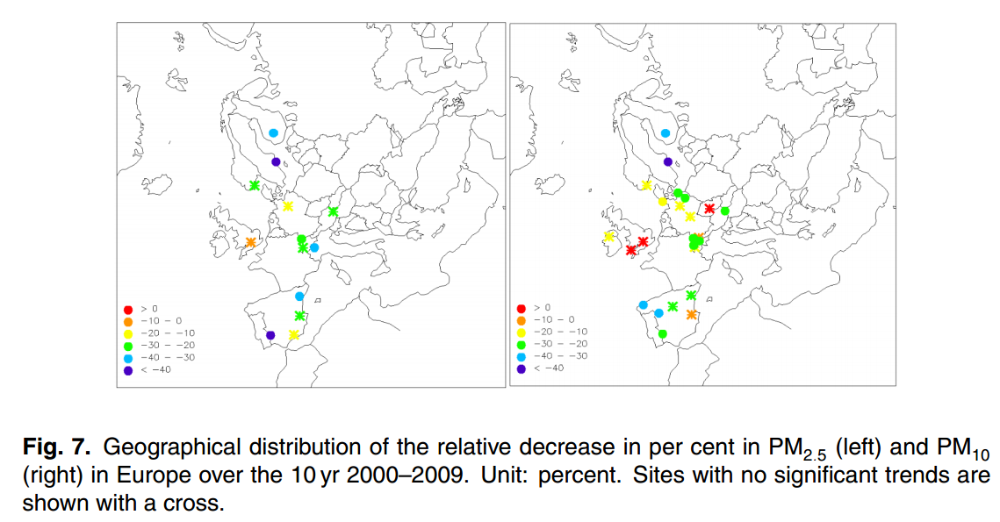 > 0
−10 − 0
−20 − −10
−30 − −20
−40 − −30
< −40
> 0
−10 − 0
−20 − −10
−30 − −20
−40 − −30
< −40
Fig. 7. Geographical distribution of the relative decrease in per cent in PM2.5 (left) and PM10
(right) in Europe over the 10 yr 2000–2009. Unit: percent. Sites with no significant trends are
shown with a cross.